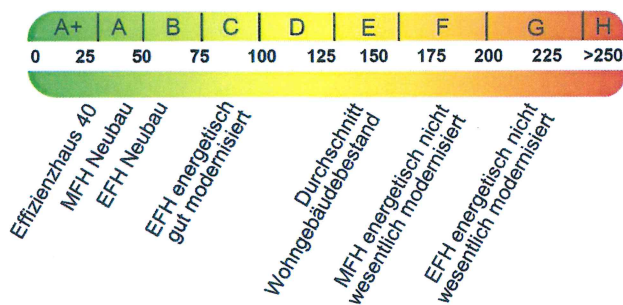 A+ A B C D E F G H
0 25 50 75 100 125 150 175 200 225 >250
Effizienzhaus 40
MFH Neubau
EFH Neubau
EFH energetisch
gut modernisiert
Durchschnitt
Wohngebäudebestand
MFH energetisch nicht
wesentlich modernisiert
EFH energetisch nicht
wesentlich modernisiert